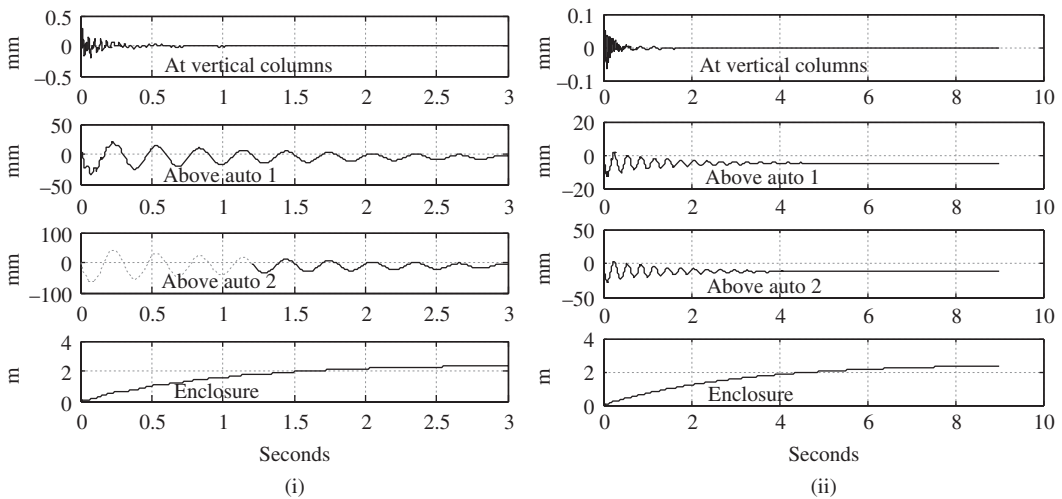 0.5
0
−0.5
mm
At vertical columns
0 0.5 1 1.5 2 2.5 3
50
0
−50
mm
Above auto 1
0 0.5 1 1.5 2 2.5 3
100
0
−100
mm
Above auto 2
0 0.5 1 1.5 2 2.5 3
4
2
0
m
Enclosure
0 0.5 1 1.5 2 2.5 3
Seconds
(i)
0.1
0
−0.1
mm
At vertical columns
0 2 4 6 8 10
20
0
−20
mm
Above auto 1
0 2 4 6 8 10
50
0
−50
mm
Above auto 2
0 2 4 6 8 10
4
2
0
m
Enclosure
0 2 4 6 8 10
Seconds
(ii)